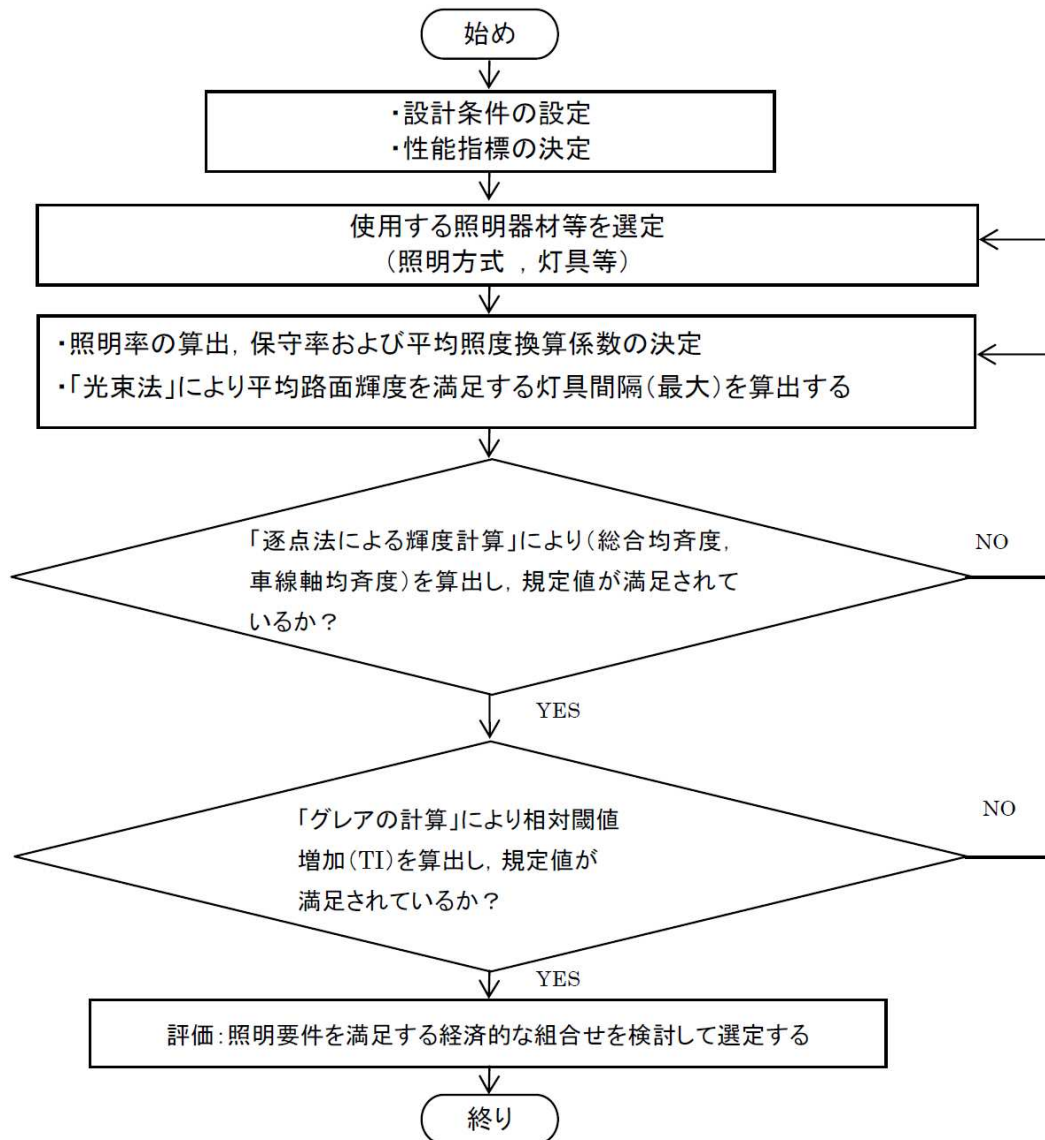 始め
・設計条件の設定
・性能指標の決定
使用する照明器材等を選定
（照明方式 , 灯具等）
・照明率の算出, 保守率および平均照度換算係数の決定
・「光束法」により平均路面輝度を満足する灯具間隔（最大）を算出する
「逐点法による輝度計算」により（総合均斉度,
車線軸均斉度）を算出し, 規定値が満足されて
いるか？
NO
YES
「グレアの計算」により相対閾値
増加（TI）を算出し, 規定値が
満足されているか？
NO
YES
評価：照明要件を満足する経済的な組合せを検討して選定する
終り